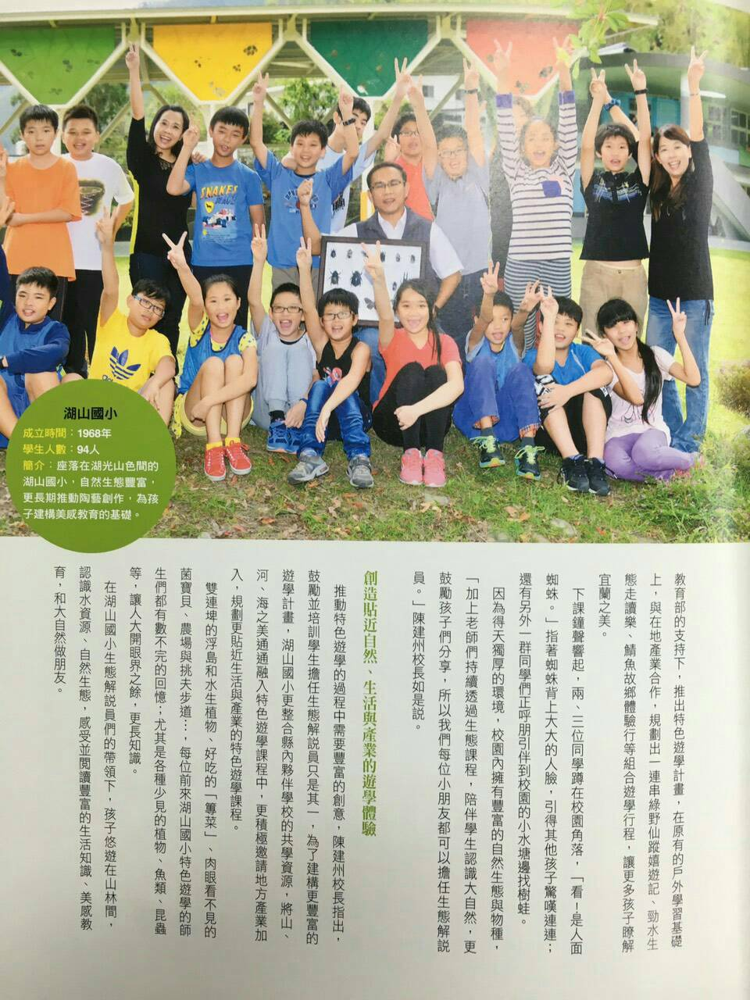 SNAKES
湖山國小
成立時間：1968年
學生人數：94人
簡介：座落在湖光山色間的
湖山國小，自然生態豐富，
更長期推動陶藝創作，為孩
子建構美感教育的基礎。
教育部的支持下，推出特色遊學計畫，在原有的戶外學習基礎
上，與在地產業合作，規劃出一連串綠野仙蹤嬉遊記、勁水生
態走讀樂、鯖魚故鄉體驗行等組合遊學行程，讓更多孩子瞭解
宜蘭之美。
下課鐘聲響起，兩、三位同學蹲在校園角落，「看！是人面
蜘蛛。」指著蜘蛛背上大大的人臉，引得其他孩子驚嘆連連；
還有另外一群同學們正呼朋引伴到校園的小水塘邊找樹蛙。
因為得天獨厚的環境，校園內擁有豐富的自然生態與物種，
「加上老師們持續透過生態課程，陪伴學生認識大自然，更
鼓勵孩子們分享，所以我們每位小朋友都可以擔任生態解說
員。」陳建州校長如是說。
創造貼近自然、生活與產業的遊學體驗
推動特色遊學的過程中需要豐富的創意，陳建州校長指出，
鼓勵並培訓學生擔任生態解說員只是其一，為了建構更豐富的
遊學計畫，湖山國小更整合縣內夥伴學校的共學資源，將山、
河、海之美通通融入特色遊學課程中，更積極邀請地方產業加
入，規劃更貼近生活與產業的特色遊學課程。
雙連埤的浮島和水生植物、好吃的「蓴菜」、肉眼看不見的
菌寶貝、農場與挑夫步道…，每位前來湖山國小特色遊學的師
生們都有數不完的回憶；尤其是各種少見的植物、魚類、昆蟲
等，讓人大開眼界之餘，更長知識。
在湖山國小生態解說員們的帶領下，孩子悠遊在山林間，
認識水資源、自然生態，感受並閱讀豐富的生活知識、美感教
育，和大自然做朋友。